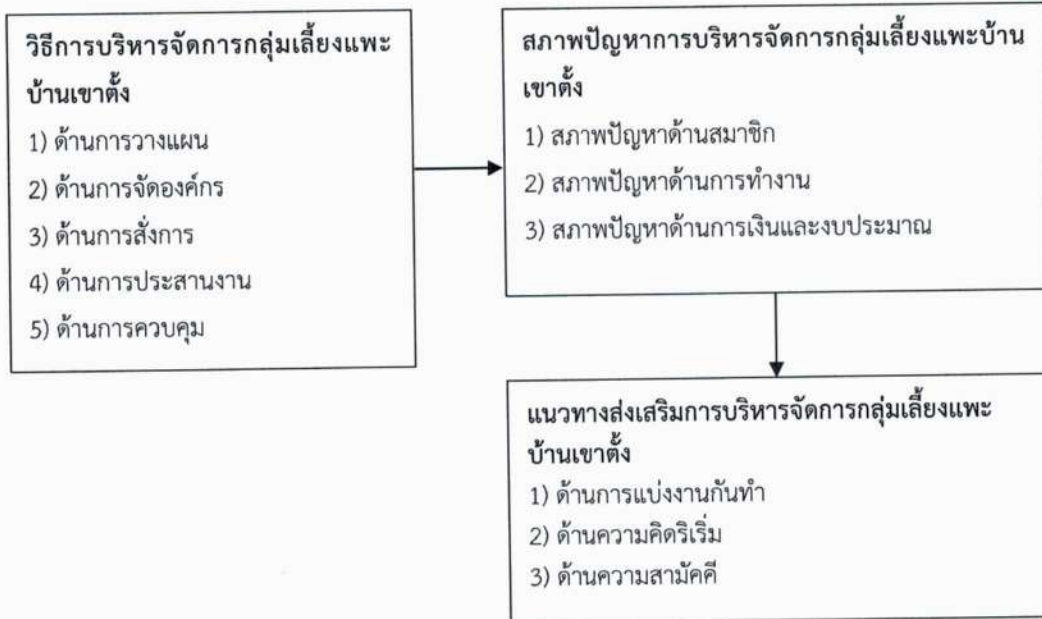 วิธีการบริหารจัดการกลุ่มเลี้ยงแพะ
บ้านเขาตั้ง
1) ด้านการวางแผน
2) ด้านการจัดองค์กร
3) ด้านการสั่งการ
4) ด้านการประสานงาน
5) ด้านการควบคุม
สภาพปัญหาการบริหารจัดการกลุ่มเลี้ยงแพะบ้าน
เขาตั้ง
1) สภาพปัญหาด้านสมาชิก
2) สภาพปัญหาด้านการทำงาน
3) สภาพปัญหาด้านการเงินและงบประมาณ
แนวทางส่งเสริมการบริหารจัดการกลุ่มเลี้ยงแพะ
บ้านเขาตั้ง
1) ด้านการแบ่งงานกันทำ
2) ด้านความคิดริเริ่ม
3) ด้านความสามัคคี